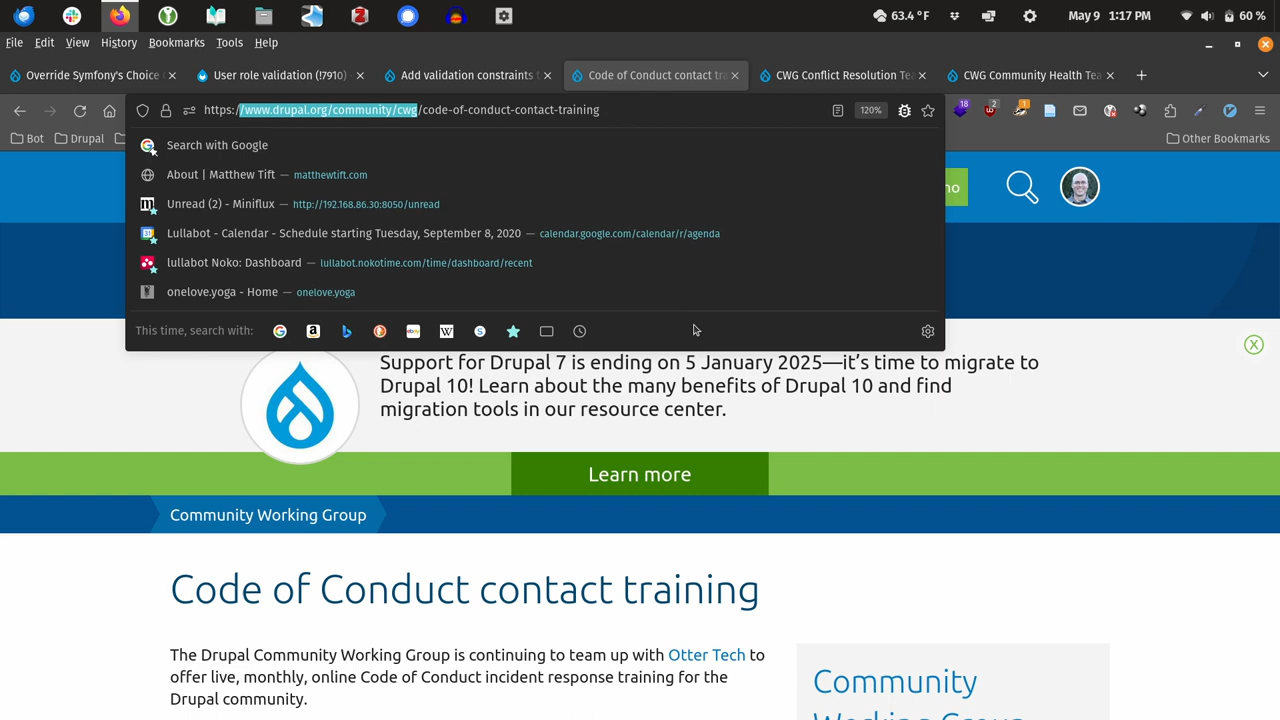 63.4 °F
May 9 1:17 PM
60 %
File Edit View History Bookmarks Tools Help
Override Symfony's Choice
User role validation (!7910)
Add validation constraints t
Code of Conduct contact tra
CWG Conflict Resolution Tea
CWG Community Health Tea
https://www.drupal.org/community/cwg/code-of-conduct-contact-training
120%
18
2
1
Bot
Drupal
Other Bookmarks
Search with Google
About | Matthew Tift — matthewtift.com
Unread (2) - Miniflux — http://192.168.86.30:8050/unread
Lullabot - Calendar - Schedule starting Tuesday, September 8, 2020 — calendar.google.com/calendar/r/agenda
lullabot Noko: Dashboard — lullabot.nokotime.com/time/dashboard/recent
onelove.yoga - Home — onelove.yoga
This time, search with:
Support for Drupal 7 is ending on 5 January 2025—it's time to migrate to
Drupal 10! Learn about the many benefits of Drupal 10 and find
migration tools in our resource center.
Learn more
Community Working Group
Code of Conduct contact training
The Drupal Community Working Group is continuing to team up with Otter Tech to
offer live, monthly, online Code of Conduct incident response training for the
Drupal community.
Community
Working Group